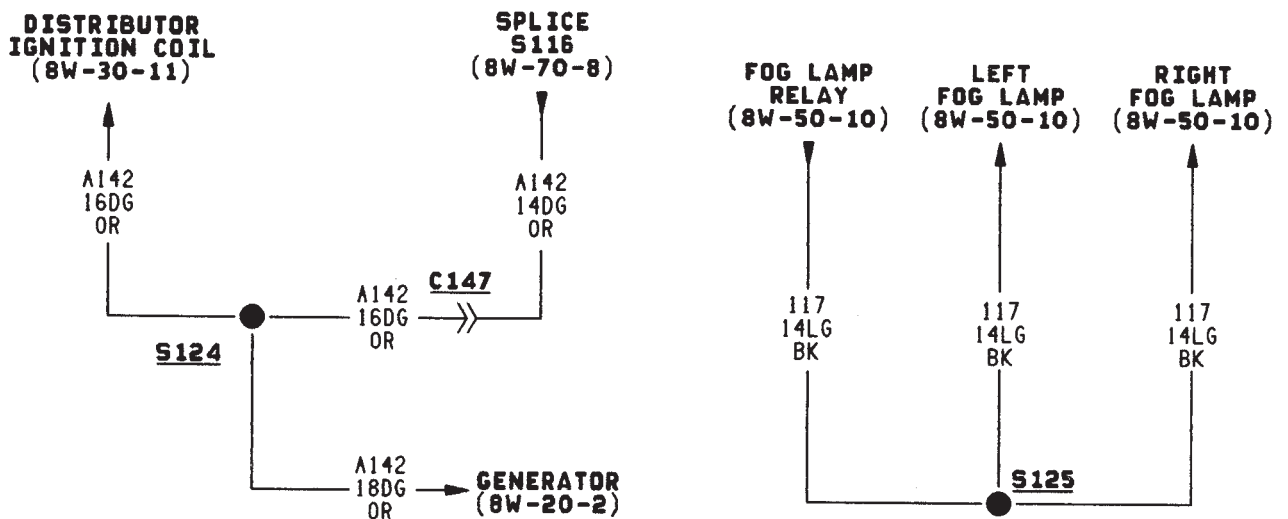 DISTRIBUTOR
IGNITION COIL
(8W-30-11)
SPLICE
S116
(8W-70-8)
A142
16DG
OR
A142
14DG
OR
C147
A142
16DG
OR
S124
A142
18DG
OR
GENERATOR
(8W-20-2)
FOG LAMP
RELAY
(8W-50-10)
LEFT
FOG LAMP
(8W-50-10)
RIGHT
FOG LAMP
(8W-50-10)
117
14LG
BK
117
14LG
BK
117
14LG
BK
S125